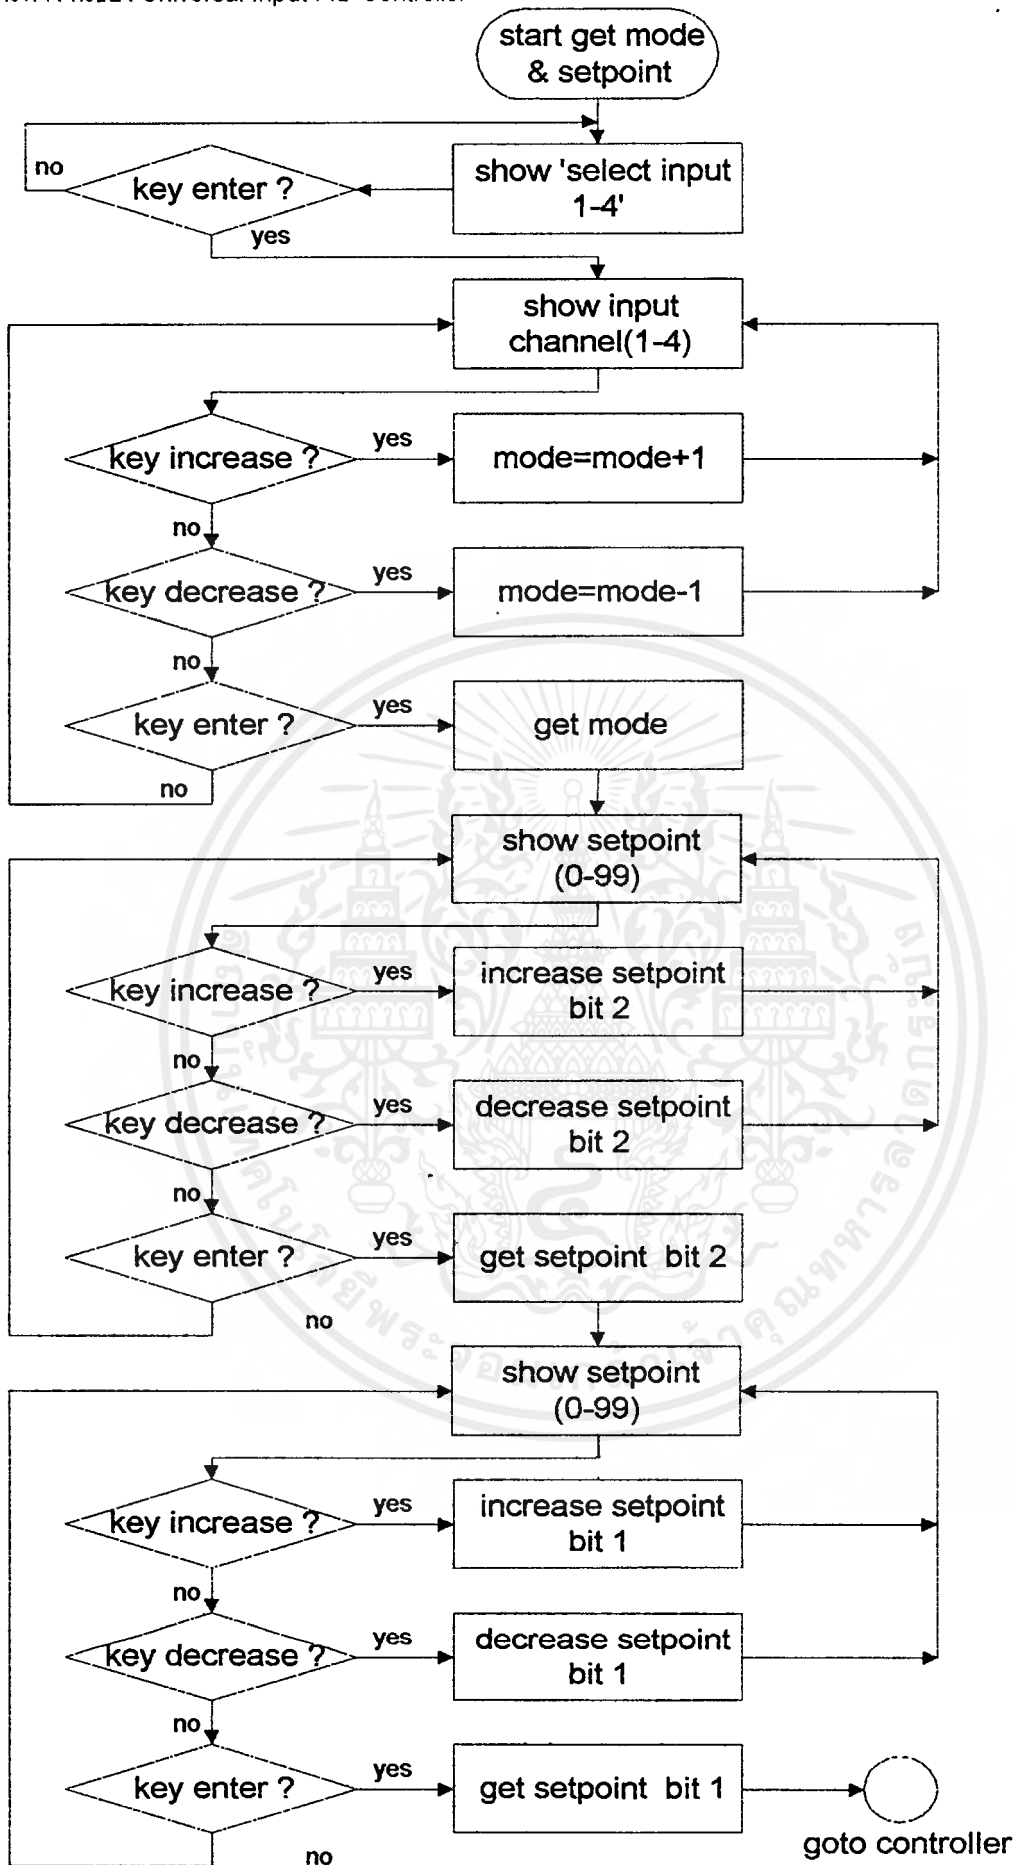 Universal Input PID Controller
start get mode
& setpoint
no
key enter ?
show 'select input
1-4'
yes
show input
channel(1-4)
key increase ?
yes
mode=mode+1
no
key decrease ?
yes
mode=mode-1
no
key enter ?
yes
get mode
no
show setpoint
(0-99)
key increase ?
yes
increase setpoint
bit 2
no
key decrease ?
yes
decrease setpoint
bit 2
no
key enter ?
yes
get setpoint bit 2
no
show setpoint
(0-99)
key increase ?
yes
increase setpoint
bit 1
no
key decrease ?
yes
decrease setpoint
bit 1
no
key enter ?
yes
get setpoint bit 1
goto controller
no